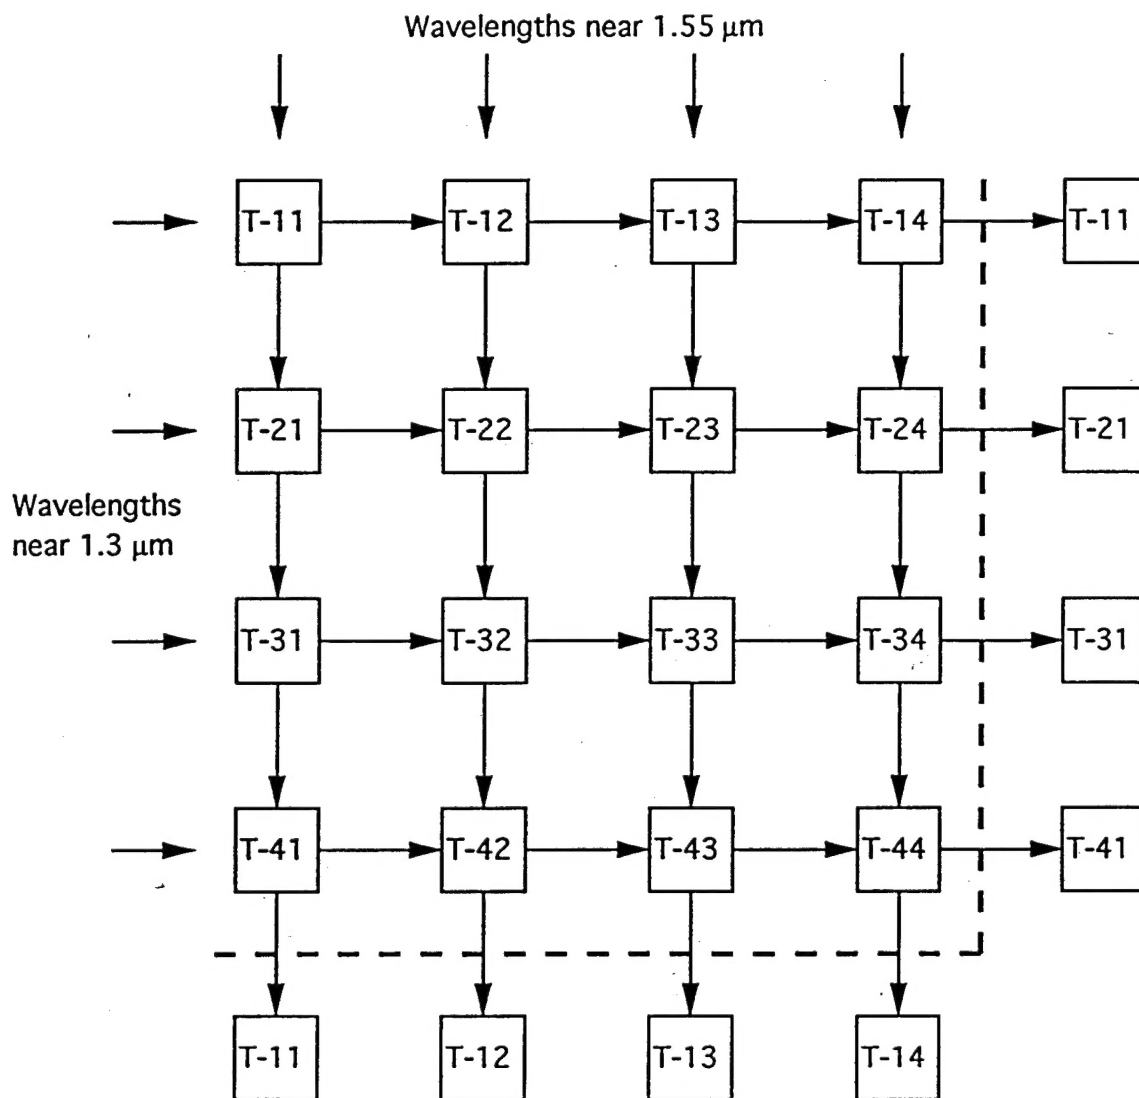 Wavelengths near 1.55 μm
T-11 T-12 T-13 T-14 T-11
T-21 T-22 T-23 T-24 T-21
Wavelengths
near 1.3 μm
T-31 T-32 T-33 T-34 T-31
T-41 T-42 T-43 T-44 T-41
T-11 T-12 T-13 T-14